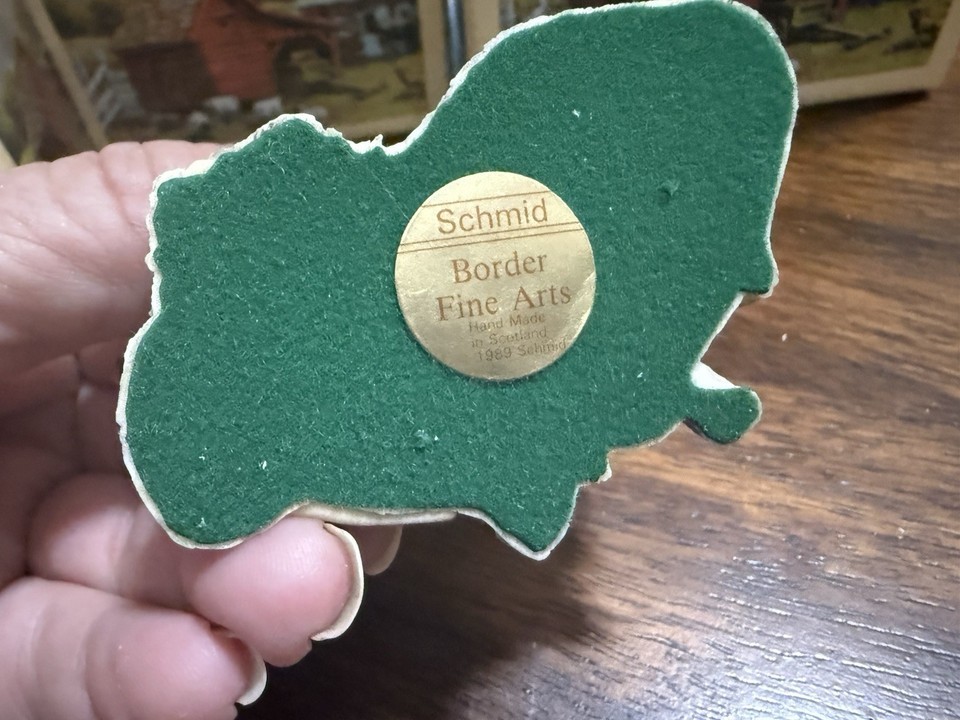 Schmid
Border
Fine Arts
Hand Made
in Scotland
1989 Schmid